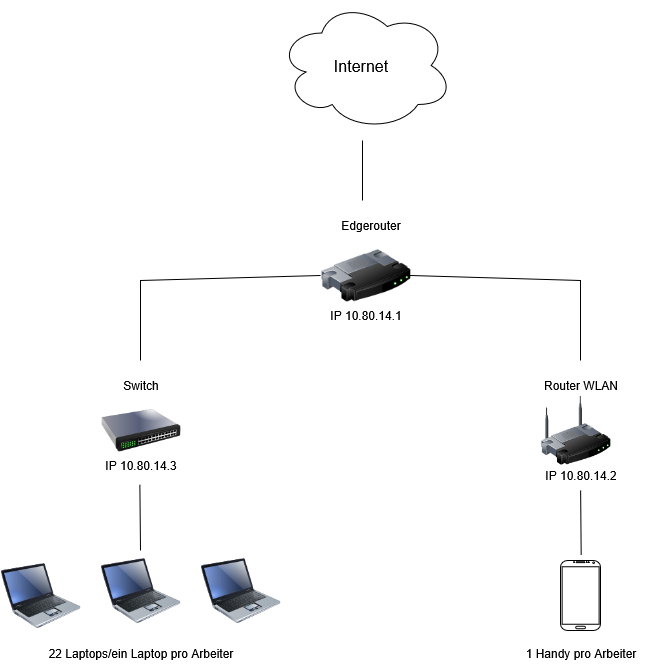 Internet
Edgerouter
IP 10.80.14.1
Switch
Router WLAN
IP 10.80.14.3
IP 10.80.14.2
22 Laptops/ein Laptop pro Arbeiter
1 Handy pro Arbeiter